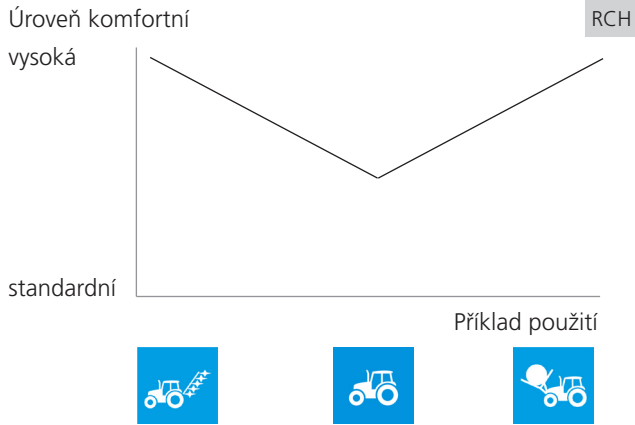 Úroveň komfortní
RCH
vysoká
standardní
Příklad použití